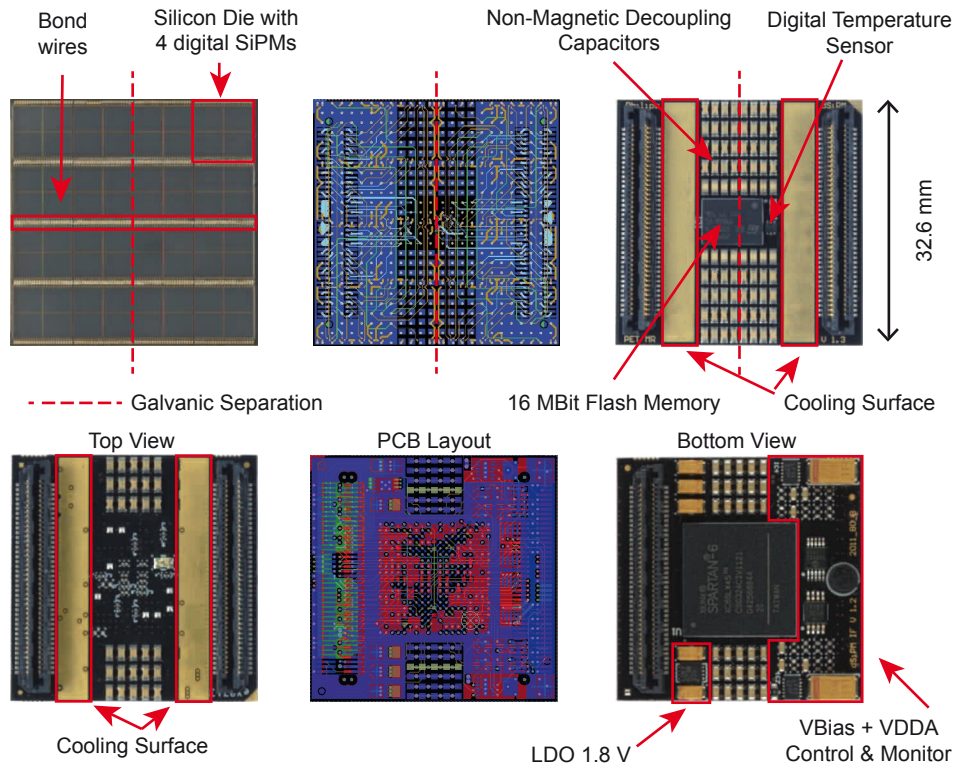 Bond
wires
Silicon Die with
4 digital SiPMs
Non-Magnetic Decoupling
Capacitors
Digital Temperature
Sensor
32.6 mm
Galvanic Separation
16 MBit Flash Memory
Cooling Surface
Top View
PCB Layout
Bottom View
SPARTAN-6
Cooling Surface
LDO 1.8 V
VBias + VDDA
Control & Monitor